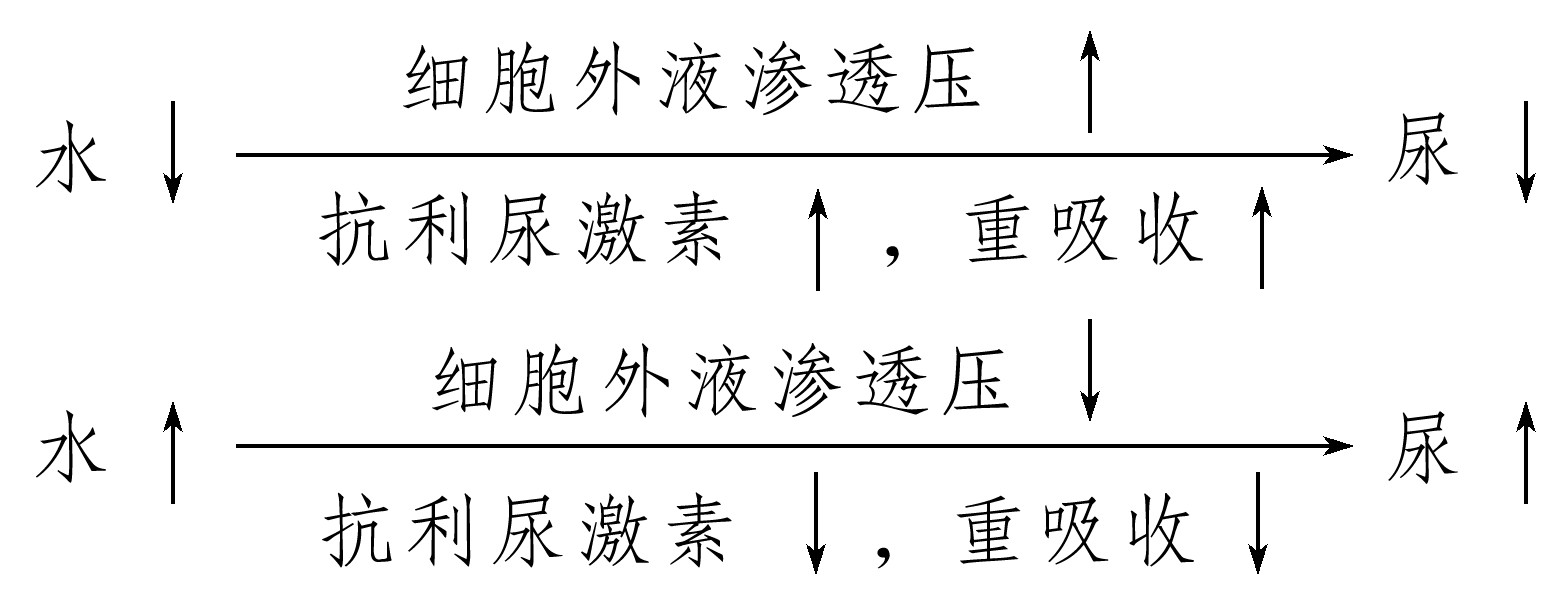 细胞外液渗透压 ↑
水 ↓ → 尿 ↓
抗利尿激素 ↑，重吸收 ↑
细胞外液渗透压 ↓
水 ↑ → 尿 ↑
抗利尿激素 ↓，重吸收 ↓